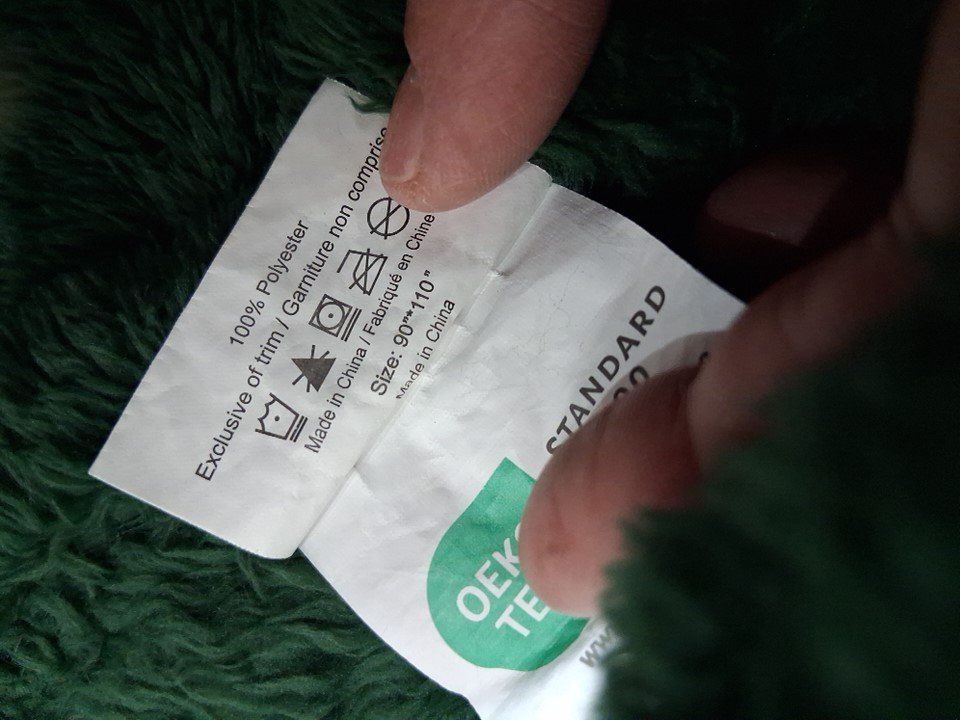 100% Polyester
Exclusive of trim / Garniture non comprise
Made in China / Fabriqué en Chine
Size: 90"*110"
Made in China
STANDARD
OEK
TE
ww